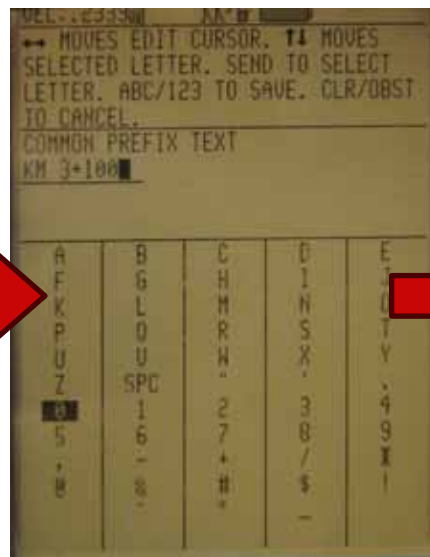 ↔ MOVES EDIT CURSOR. ↑↓ MOVES
SELECTED LETTER. SEND TO SELECT
LETTER. ABC/123 TO SAVE. CLR/OBST
TO CANCEL.
COMMON PREFIX TEXT
KM 3+100
A B C D E
F G H I J
K L M N O
P Q R S T
U V W X Y
Z SPC " ' .
0 1 2 3 4
5 6 7 8 9
, - + / *
@ & # $ !